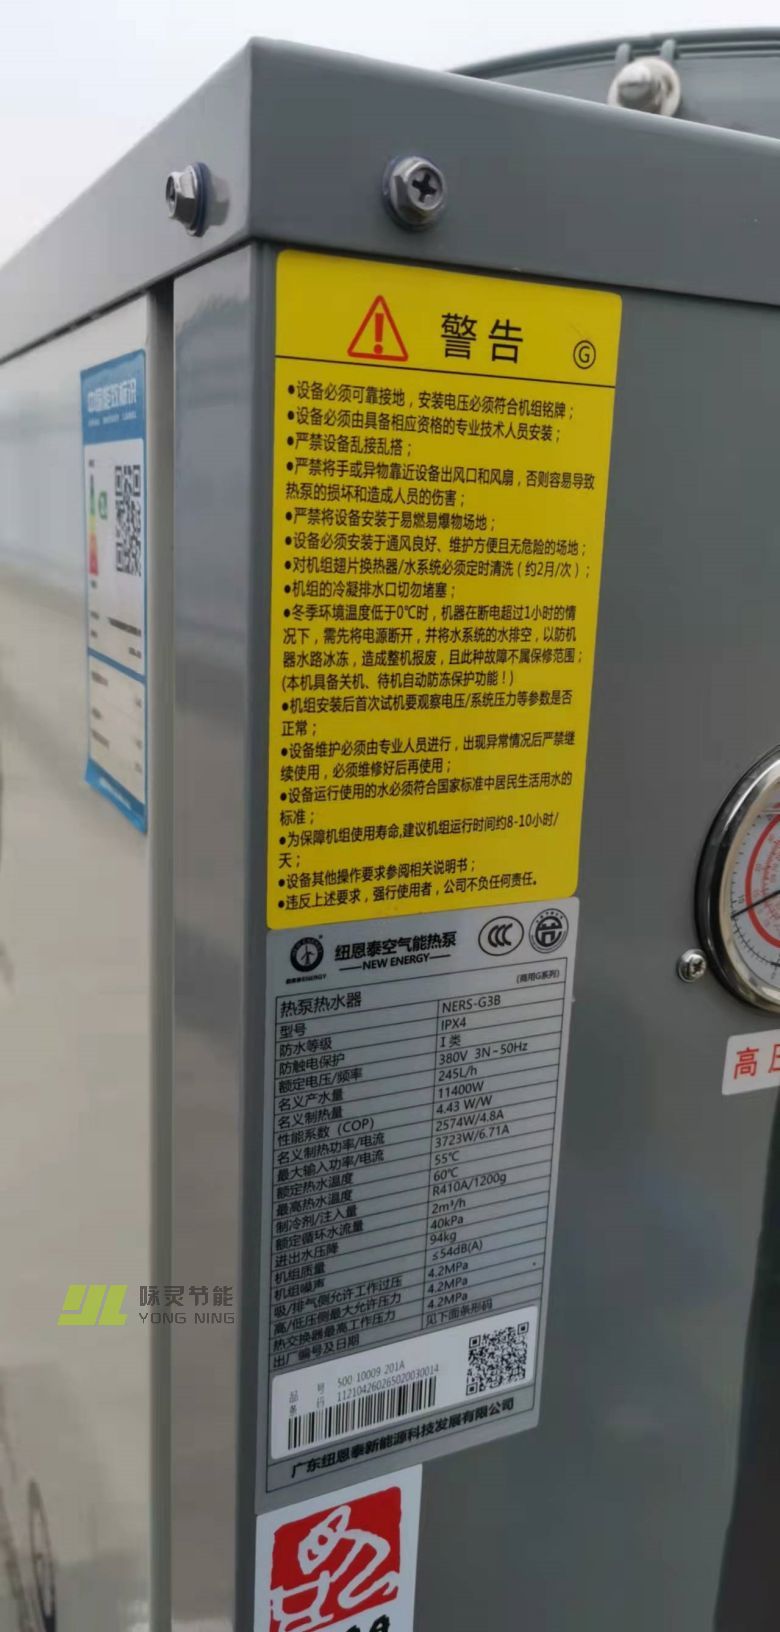 警告
G
●设备必须可靠接地，安装电压必须符合机组铭牌；
●设备必须由具备相应资格的专业技术人员安装；
●严禁设备乱接乱搭；
●严禁将手或异物靠近设备出风口和风扇，否则容易导致
热泵的损坏和造成人员的伤害；
●严禁将设备安装于易燃易爆物场地；
●设备必须安装于通风良好、维护方便且无危险的场地；
●对机组翅片换热器/水系统必须定时清洗（约2月/次）；
●机组的冷凝排水口切勿堵塞；
●冬季环境温度低于0℃时，机器在断电超过1小时的情
况下，需先将电源断开，并将水系统的水排空，以防机
器水路冰冻，造成整机报废，且此种故障不属保修范围；
(本机具备关机、待机自动防冻保护功能！)
●机组安装后首次试机要观察电压/系统压力等参数是否
正常；
●设备维护必须由专业人员进行，出现异常情况后严禁继
续使用，必须维修好后再使用；
●设备运行使用的水必须符合国家标准中居民生活用水的
标准；
●为保障机组使用寿命,建议机组运行时间约8-10小时/
天；
●设备其他操作要求参阅相关说明书；
●违反上述要求，强行使用者，公司不负任何责任。
中国能效标识
纽恩泰空气能热泵
NEW ENERGY
CCC
热泵热水器
(商用G系列)
型号 NERS-G3B
防水等级 IPX4
防触电保护 I 类
额定电压/频率 380V 3N~50Hz
名义产水量 245L/h
名义制热量 11400W
性能系数（COP） 4.43 W/W
名义制热功率/电流 2574W/4.8A
最大输入功率/电流 3723W/6.71A
额定热水温度 55℃
最高热水温度 60℃
制冷剂/注入量 R410A/1200g
额定循环水流量 2m³/h
进出水压降 40kPa
机组质量 94kg
机组噪声 ≤54dB(A)
吸/排气侧允许工作过压 4.2MPa
高/低压侧最大允许压力 4.2MPa
热交换器最高工作压力 4.2MPa
出厂编号及日期 见下面条形码
品号 500 10009 201A
条行 112104260265020030014
广东纽恩泰新能源科技发展有限公司
高压
咏灵节能
YONG NING